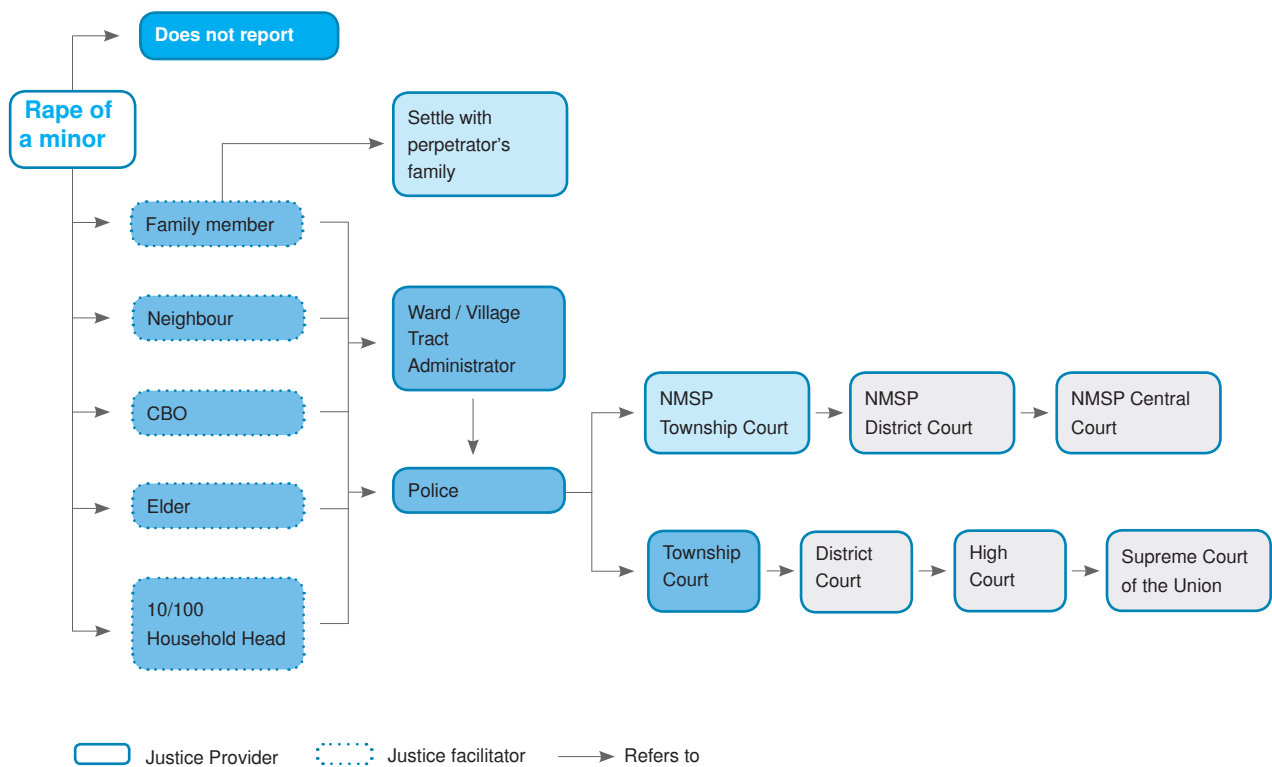 Does not report
Rape of
a minor
Settle with
perpetrator's
family
Family member
Neighbour
CBO
Elder
10/100
Household Head
Ward / Village
Tract
Administrator
Police
NMSP
Township Court
NMSP
District Court
NMSP Central
Court
Township
Court
District
Court
High
Court
Supreme Court
of the Union
Justice Provider
Justice facilitator
Refers to